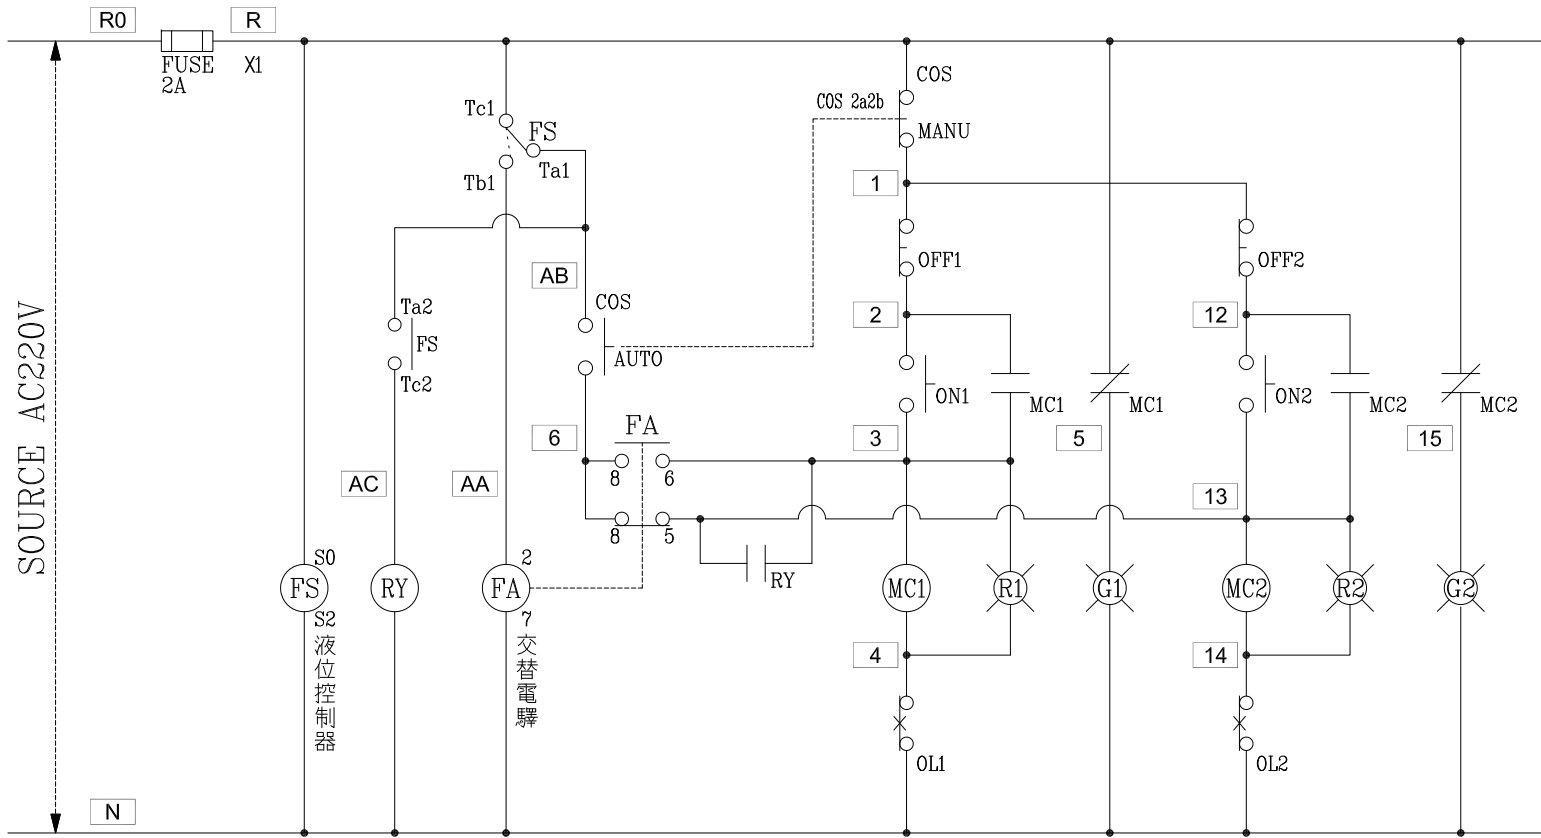 R0
R
FUSE
2A
X1
SOURCE AC220V
N
Tc1
FS
Ta1
Tb1
COS
COS 2a2b
MANU
1
OFF1
OFF2
AB
COS
AUTO
2
12
Ta2
FS
Tc2
ON1
MC1
MC1
ON2
MC2
MC2
6
FA
3
5
15
8
6
AC
AA
13
8
5
RY
S0
FS
S2
液位控制器
RY
2
FA
7
交替電驛
MC1
R1
G1
MC2
R2
G2
4
14
OL1
OL2